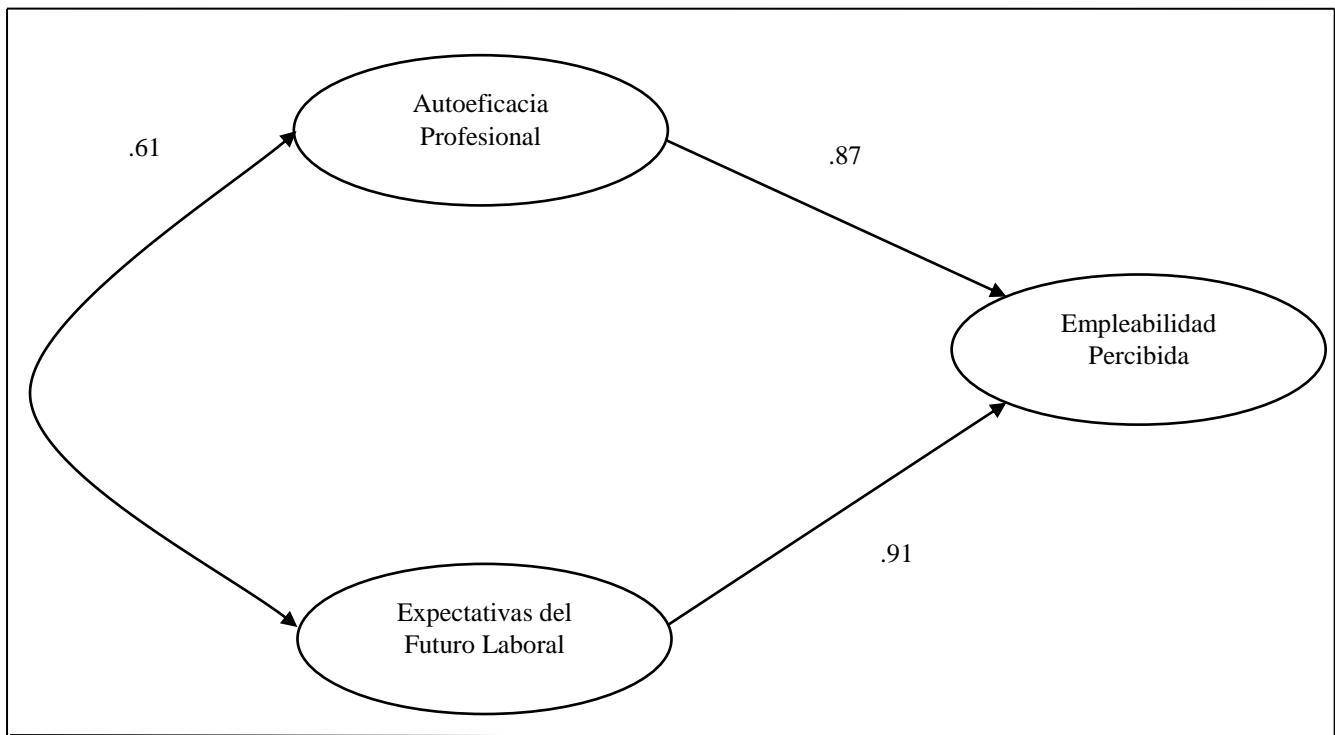 Autoeficacia
Profesional
.61
.87
Empleabilidad
Percibida
.91
Expectativas del
Futuro Laboral